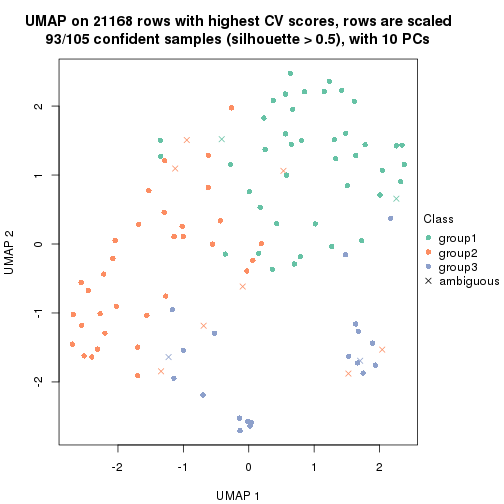 UMAP on 21168 rows with highest CV scores, rows are scaled
93/105 confident samples (silhouette > 0.5), with 10 PCs
2
1
0
-1
-2
UMAP 2
-2
-1
0
1
2
UMAP 1
Class
group1
group2
group3
ambiguous